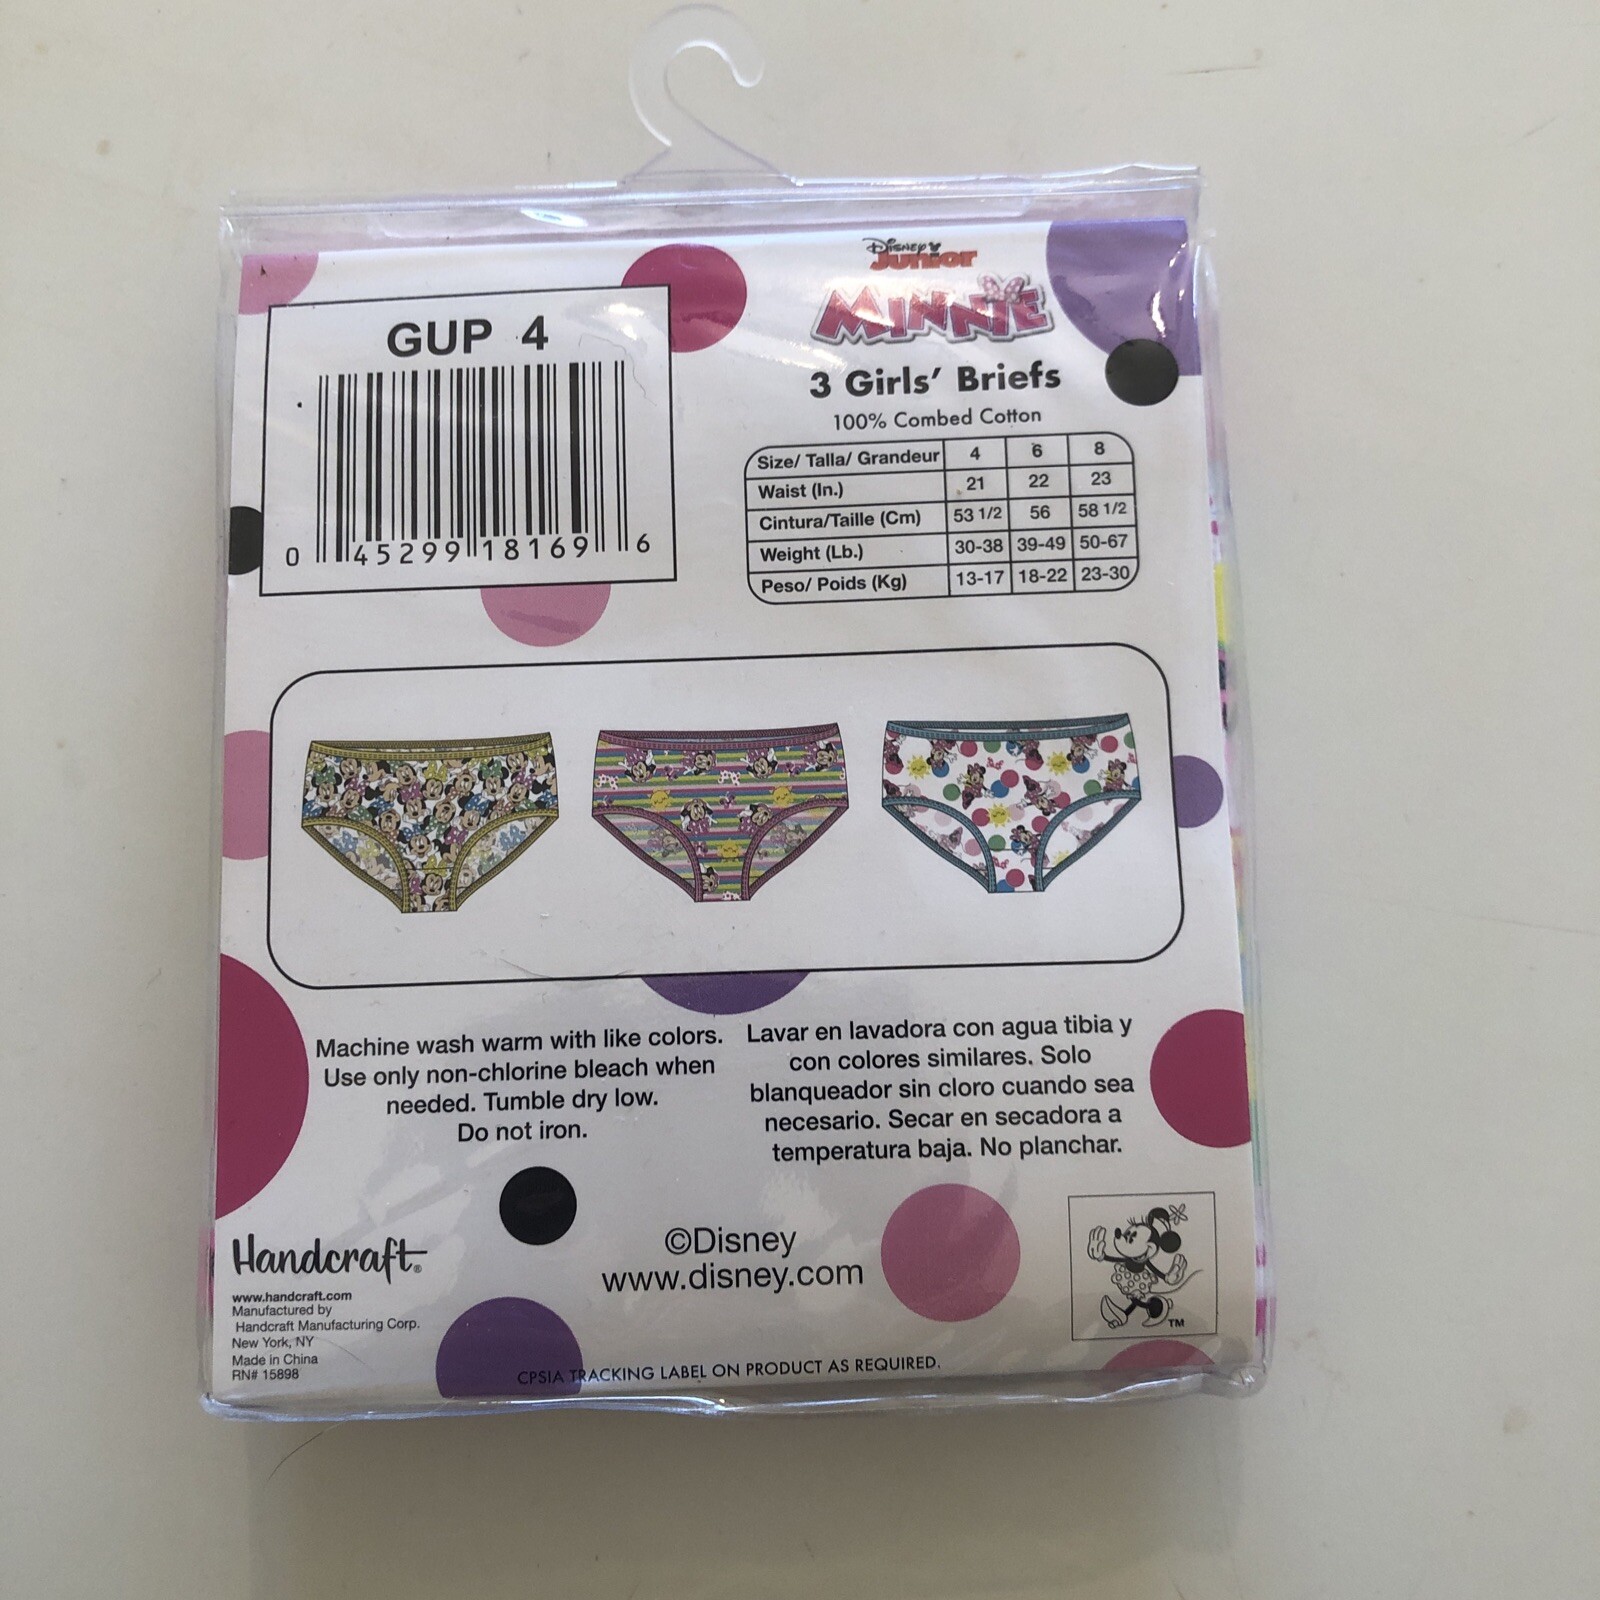 GUP 4
0 45299 18169 6
Disney
Junior
MINNIE
3 Girls' Briefs
100% Combed Cotton
Size/ Talla/ Grandeur 4 6 8
Waist (In.) 21 22 23
Cintura/Taille (Cm) 53 1/2 56 58 1/2
Weight (Lb.) 30-38 39-49 50-67
Peso/ Poids (Kg) 13-17 18-22 23-30
Machine wash warm with like colors.
Use only non-chlorine bleach when
needed. Tumble dry low.
Do not iron.
Lavar en lavadora con agua tibia y
con colores similares. Solo
blanqueador sin cloro cuando sea
necesario. Secar en secadora a
temperatura baja. No planchar.
Handcraft®
www.handcraft.com
Manufactured by
Handcraft Manufacturing Corp.
New York, NY
Made in China
RN# 15898
©Disney
www.disney.com
TM
CPSIA TRACKING LABEL ON PRODUCT AS REQUIRED.